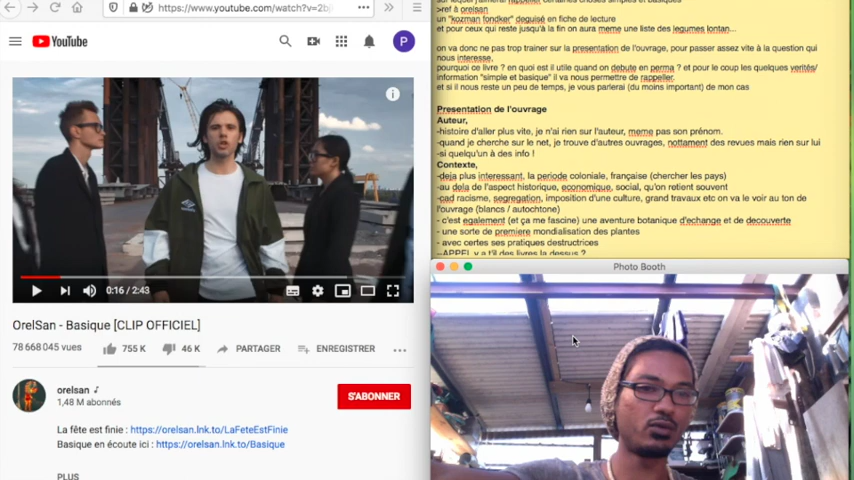 https://www.youtube.com/watch?v=2b
YouTube
P
0:16 / 2:43
OrelSan - Basique [CLIP OFFICIEL]
78 668 045 vues
755 K
46 K
PARTAGER
ENREGISTRER
orelsan
1,48 M abonnés
S'ABONNER
La fête est finie : https://orelsan.lnk.to/LaFeteEstFinie
Basique en écoute ici : https://orelsan.lnk.to/Basique
PLUS
>ref à orelsan
un "kozman fondker" deguisé en fiche de lecture
et pour ceux qui reste jusqu'à la fin on aura meme une liste des legumes lontan...
on va donc ne pas trop trainer sur la presentation de l'ouvrage, pour passer assez vite à la question qui
nous interesse,
pourquoi ce livre ? en quoi est il utile quand on debute en perma ? et pour le coup les quelques verités/
information "simple et basique" il va nous permettre de rappeller.
et si il nous reste un peu de temps, je vous parlerai (du moins important) de mon cas
Presentation de l'ouvrage
Auteur,
-histoire d'aller plus vite, je n'ai rien sur l'auteur, meme pas son prénom.
-quand je cherche sur le net, je trouve d'autres ouvrages, nottament des revues mais rien sur lui
-si quelqu'un à des info !
Contexte,
-deja plus interessant, la periode coloniale, française (chercher les pays)
-au dela de l'aspect historique, economique, social, qu'on retient souvent
-çad racisme, segregation, imposition d'une culture, grand travaux etc on va le voir au ton de
l'ouvrage (blancs / autochtone)
- c'est egalement (et ça me fascine) une aventure botanique d'echange et de decouverte
- une sorte de premiere mondialisation des plantes
- avec certes ses pratiques destructrices
--APPEL y a t'il des livres la dessus ?
Photo Booth